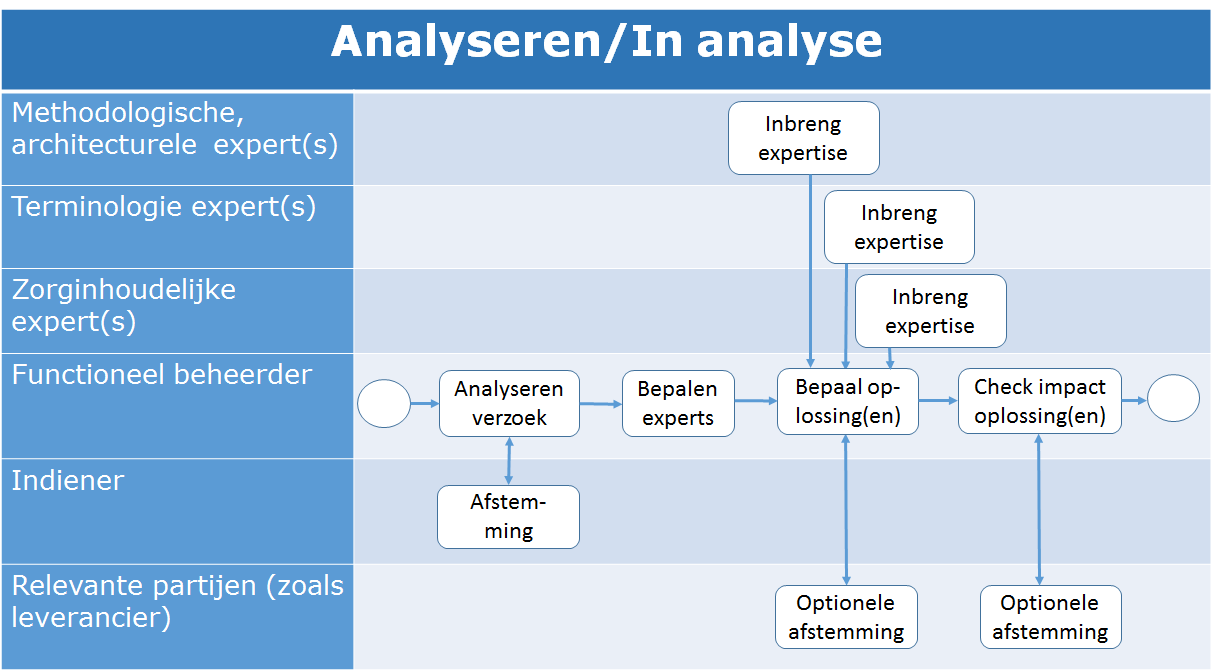 Analyseren/In analyse
Methodologische,
architecturele expert(s)
Inbreng
expertise
Terminologie expert(s)
Inbreng
expertise
Zorginhoudelijke
expert(s)
Inbreng
expertise
Functioneel beheerder
Analyseren
verzoek
Bepalen
experts
Bepaal op-
lossing(en)
Check impact
oplossing(en)
Indiener
Afstem-
ming
Relevante partijen (zoals
leverancier)
Optionele
afstemming
Optionele
afstemming